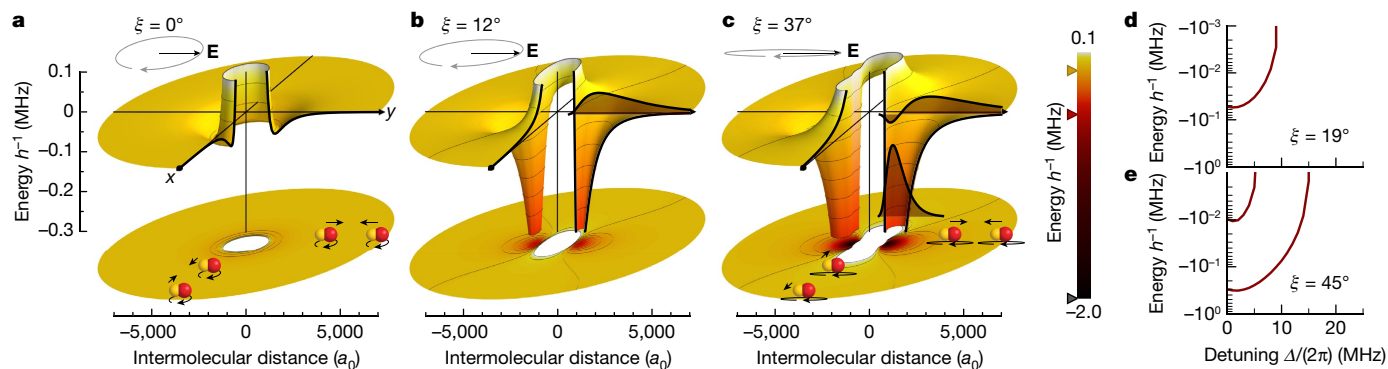 a
ξ = 0°
E
b
ξ = 12°
E
c
ξ = 37°
E
d
0.1
0
−0.1
−0.2
−0.3
Energy h⁻¹ (MHz)
x
y
−5,000 0 5,000
Intermolecular distance (a₀)
−5,000 0 5,000
Intermolecular distance (a₀)
−5,000 0 5,000
Intermolecular distance (a₀)
0.1
Energy h⁻¹ (MHz)
−2.0
−10⁻³
−10⁻²
−10⁻¹
−10⁰
Energy h⁻¹ (MHz)
ξ = 19°
e
−10⁻²
−10⁻¹
−10⁰
Energy h⁻¹ (MHz)
ξ = 45°
0 10 20
Detuning Δ/(2π) (MHz)